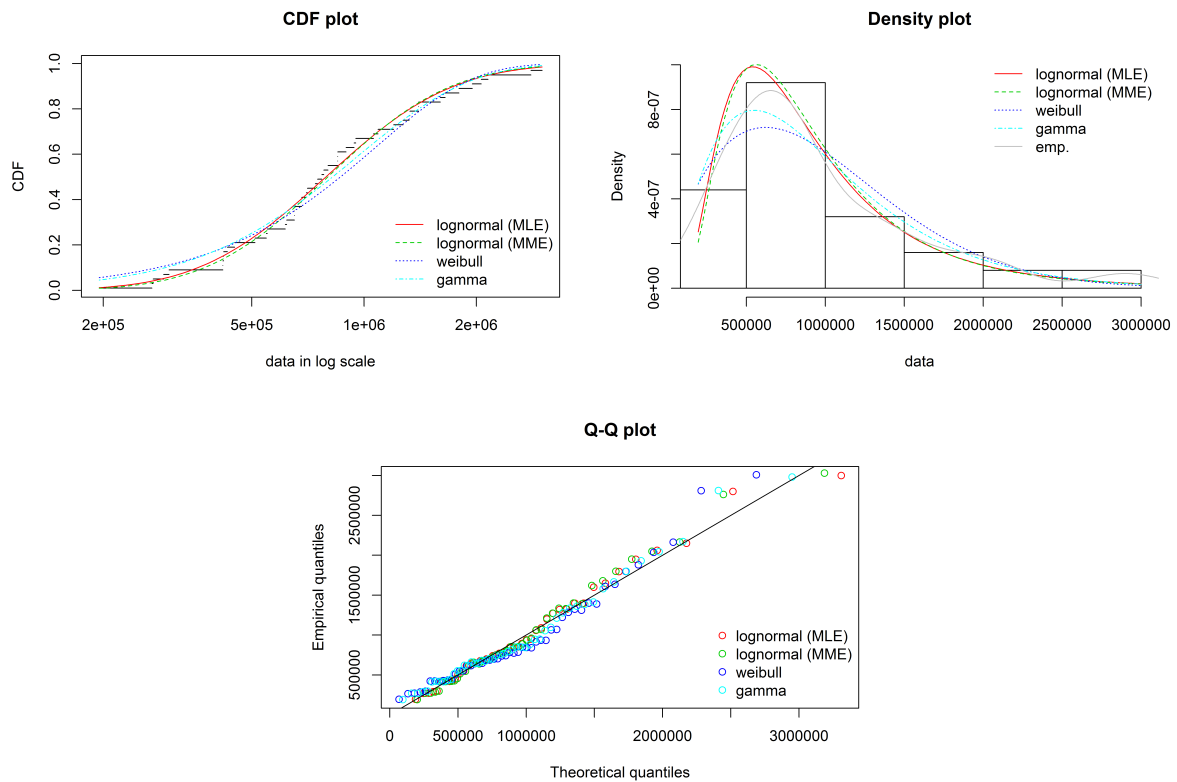 CDF plot
CDF
0.0 0.2 0.4 0.6 0.8 1.0
lognormal (MLE)
lognormal (MME)
weibull
gamma
2e+05 5e+05 1e+06 2e+06
data in log scale
Density plot
Density
0e+00 4e-07 8e-07
lognormal (MLE)
lognormal (MME)
weibull
gamma
emp.
500000 1000000 1500000 2000000 2500000 3000000
data
Q-Q plot
Empirical quantiles
500000 1500000 2500000
lognormal (MLE)
lognormal (MME)
weibull
gamma
0 500000 1000000 2000000 3000000
Theoretical quantiles